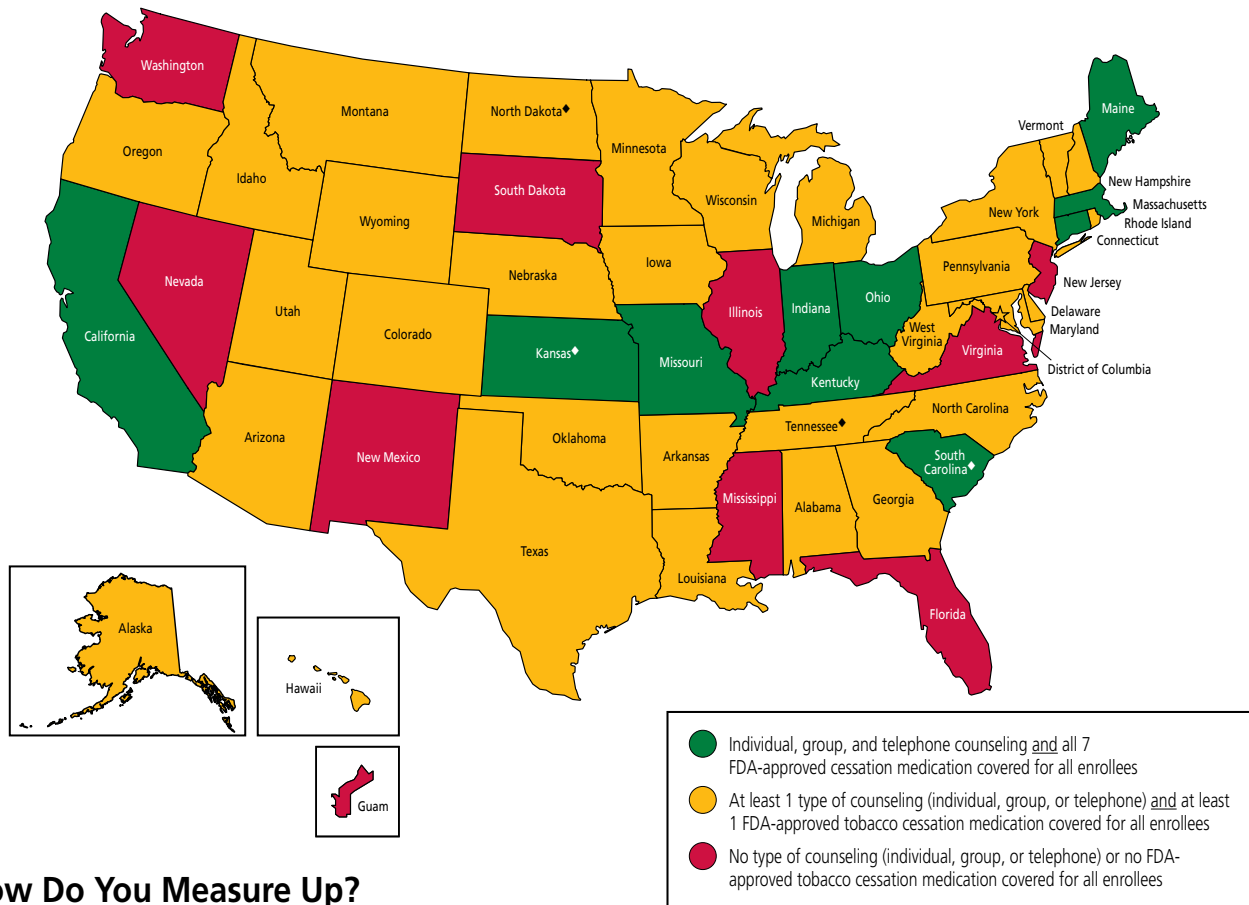 Washington
Maine
Montana
North Dakota♦
Vermont
Minnesota
Oregon
Idaho
South Dakota
New Hampshire
Wisconsin
Massachusetts
Wyoming
Michigan
New York
Rhode Island
Connecticut
Iowa
Pennsylvania
Nebraska
Nevada
New Jersey
Ohio
Illinois
Indiana
Utah
Delaware
Colorado
West
Virginia
Maryland
California
Kansas♦
Missouri
Virginia
District of Columbia
Kentucky
North Carolina
Tennessee♦
Arizona
Oklahoma
New Mexico
Arkansas
South
Carolina♦
Mississippi
Alabama
Georgia
Texas
Louisiana
Florida
Alaska
Hawaii
Guam
Individual, group, and telephone counseling and all 7
FDA-approved cessation medication covered for all enrollees
At least 1 type of counseling (individual, group, or telephone) and at least
1 FDA-approved tobacco cessation medication covered for all enrollees
No type of counseling (individual, group, or telephone) or no FDA-
approved tobacco cessation medication covered for all enrollees
ow Do You Measure Up?